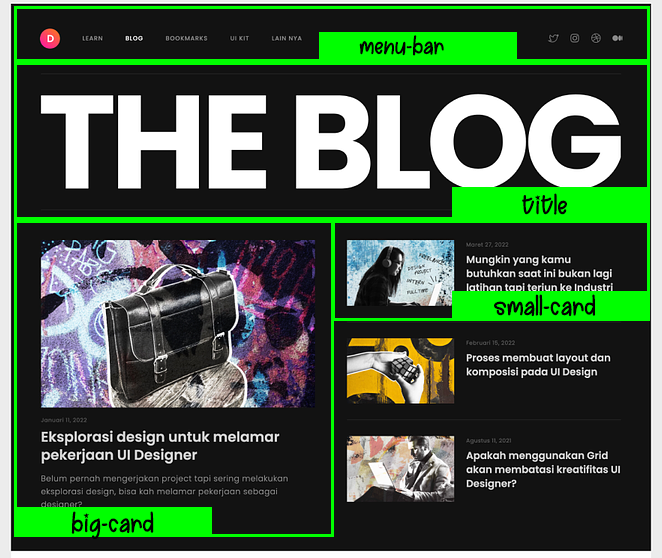 D LEARN BLOG BOOKMARKS UI KIT LAIN NYA
menu-bar
THE BLOG
title
Januari 11, 2022
Eksplorasi design untuk melamar
pekerjaan UI Designer
Belum pernah mengerjakan project tapi sering melakukan
eksplorasi design, bisa kah melamar pekerjaan sebagai
designer?
big-card
Maret 27, 2022
Mungkin yang kamu
butuhkan saat ini bukan lagi
latihan tapi terjun ke Industri
small-card
Februari 15, 2022
Proses membuat layout dan
komposisi pada UI Design
Agustus 11, 2021
Apakah menggunakan Grid
akan membatasi kreatifitas UI
Designer?